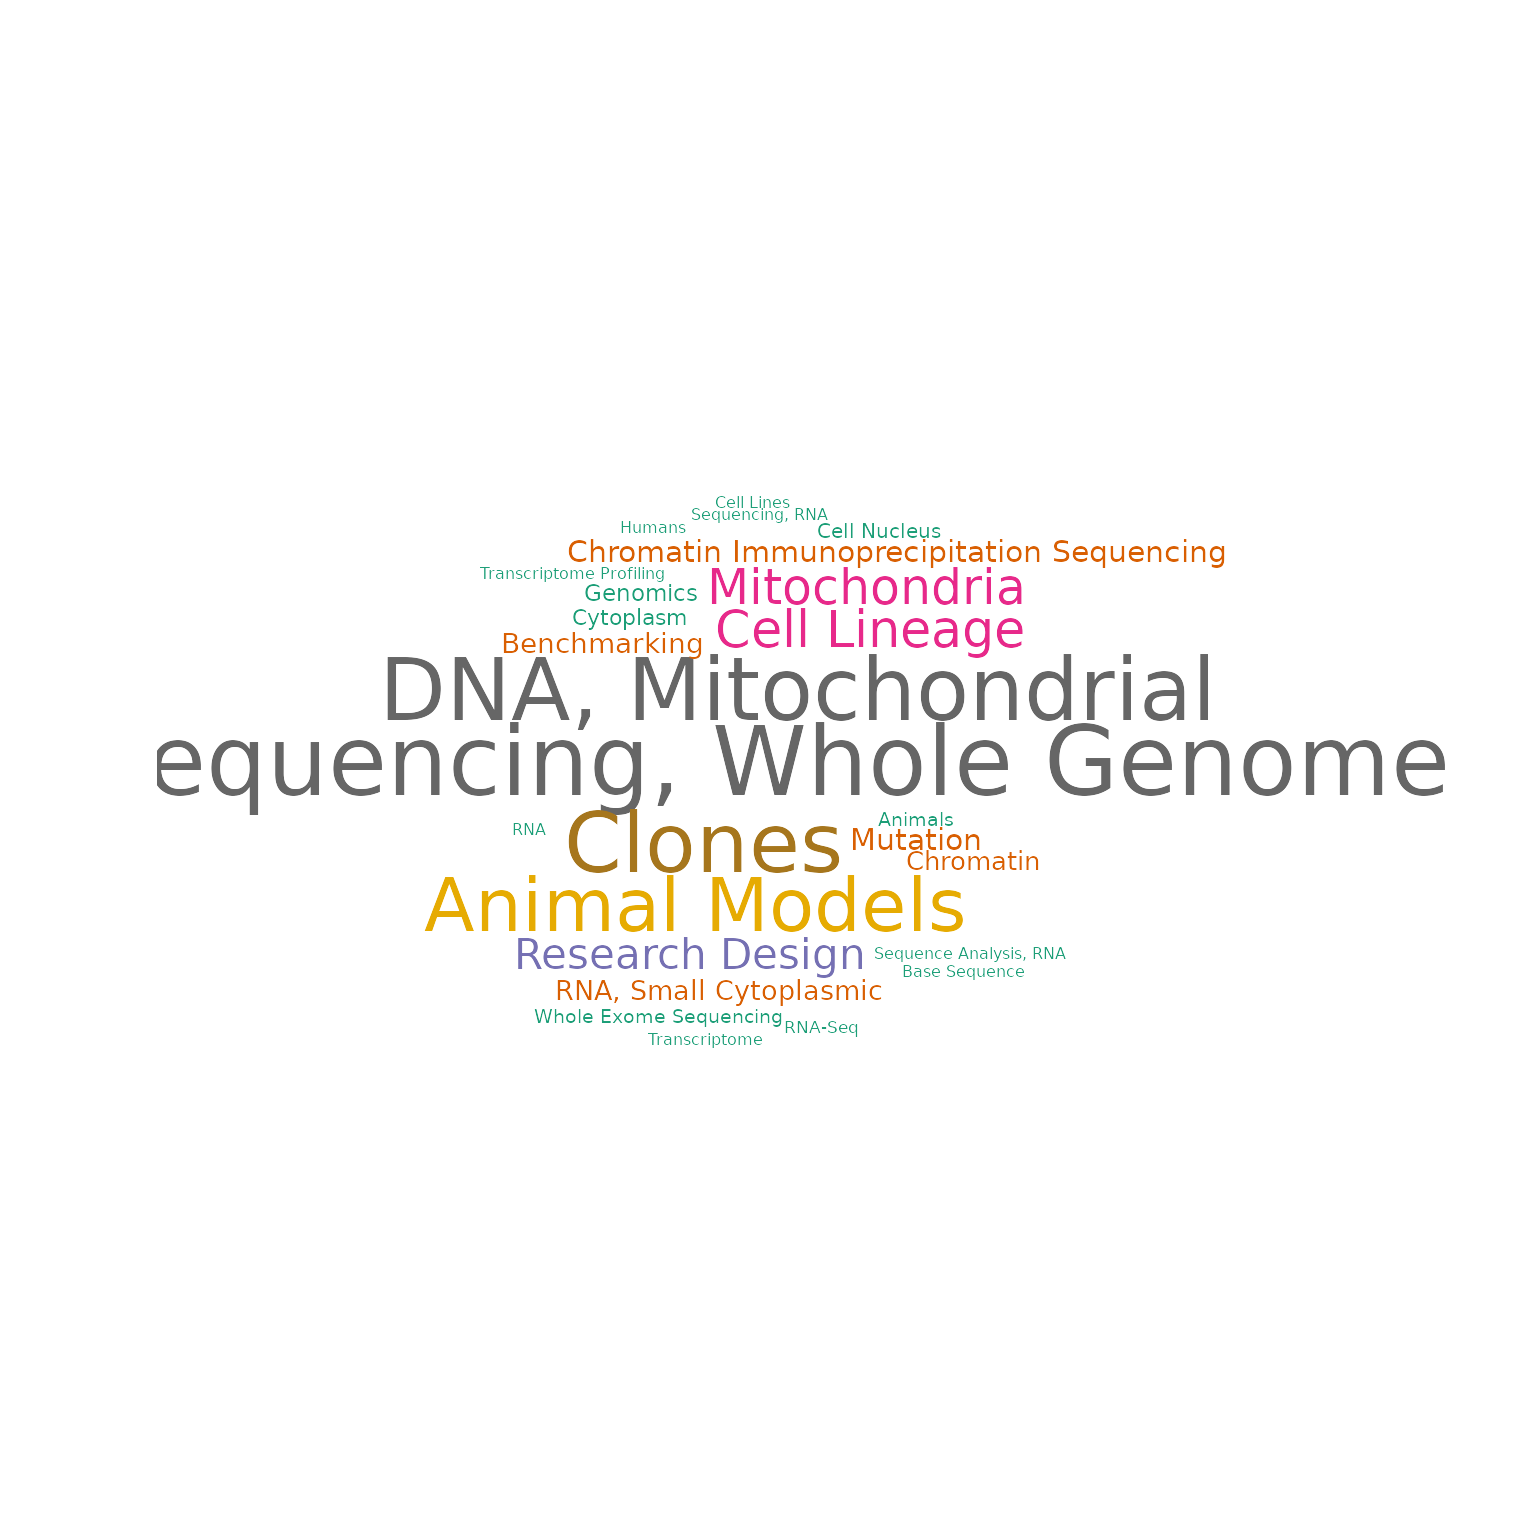 Cell Lines
Sequencing, RNA
Humans
Cell Nucleus
Chromatin Immunoprecipitation Sequencing
Transcriptome Profiling
Mitochondria
Genomics
Cytoplasm
Cell Lineage
Benchmarking
DNA, Mitochondrial
equencing, Whole Genome
RNA
Clones
Animals
Mutation
Chromatin
Animal Models
Research Design
Sequence Analysis, RNA
Base Sequence
RNA, Small Cytoplasmic
Whole Exome Sequencing
RNA-Seq
Transcriptome